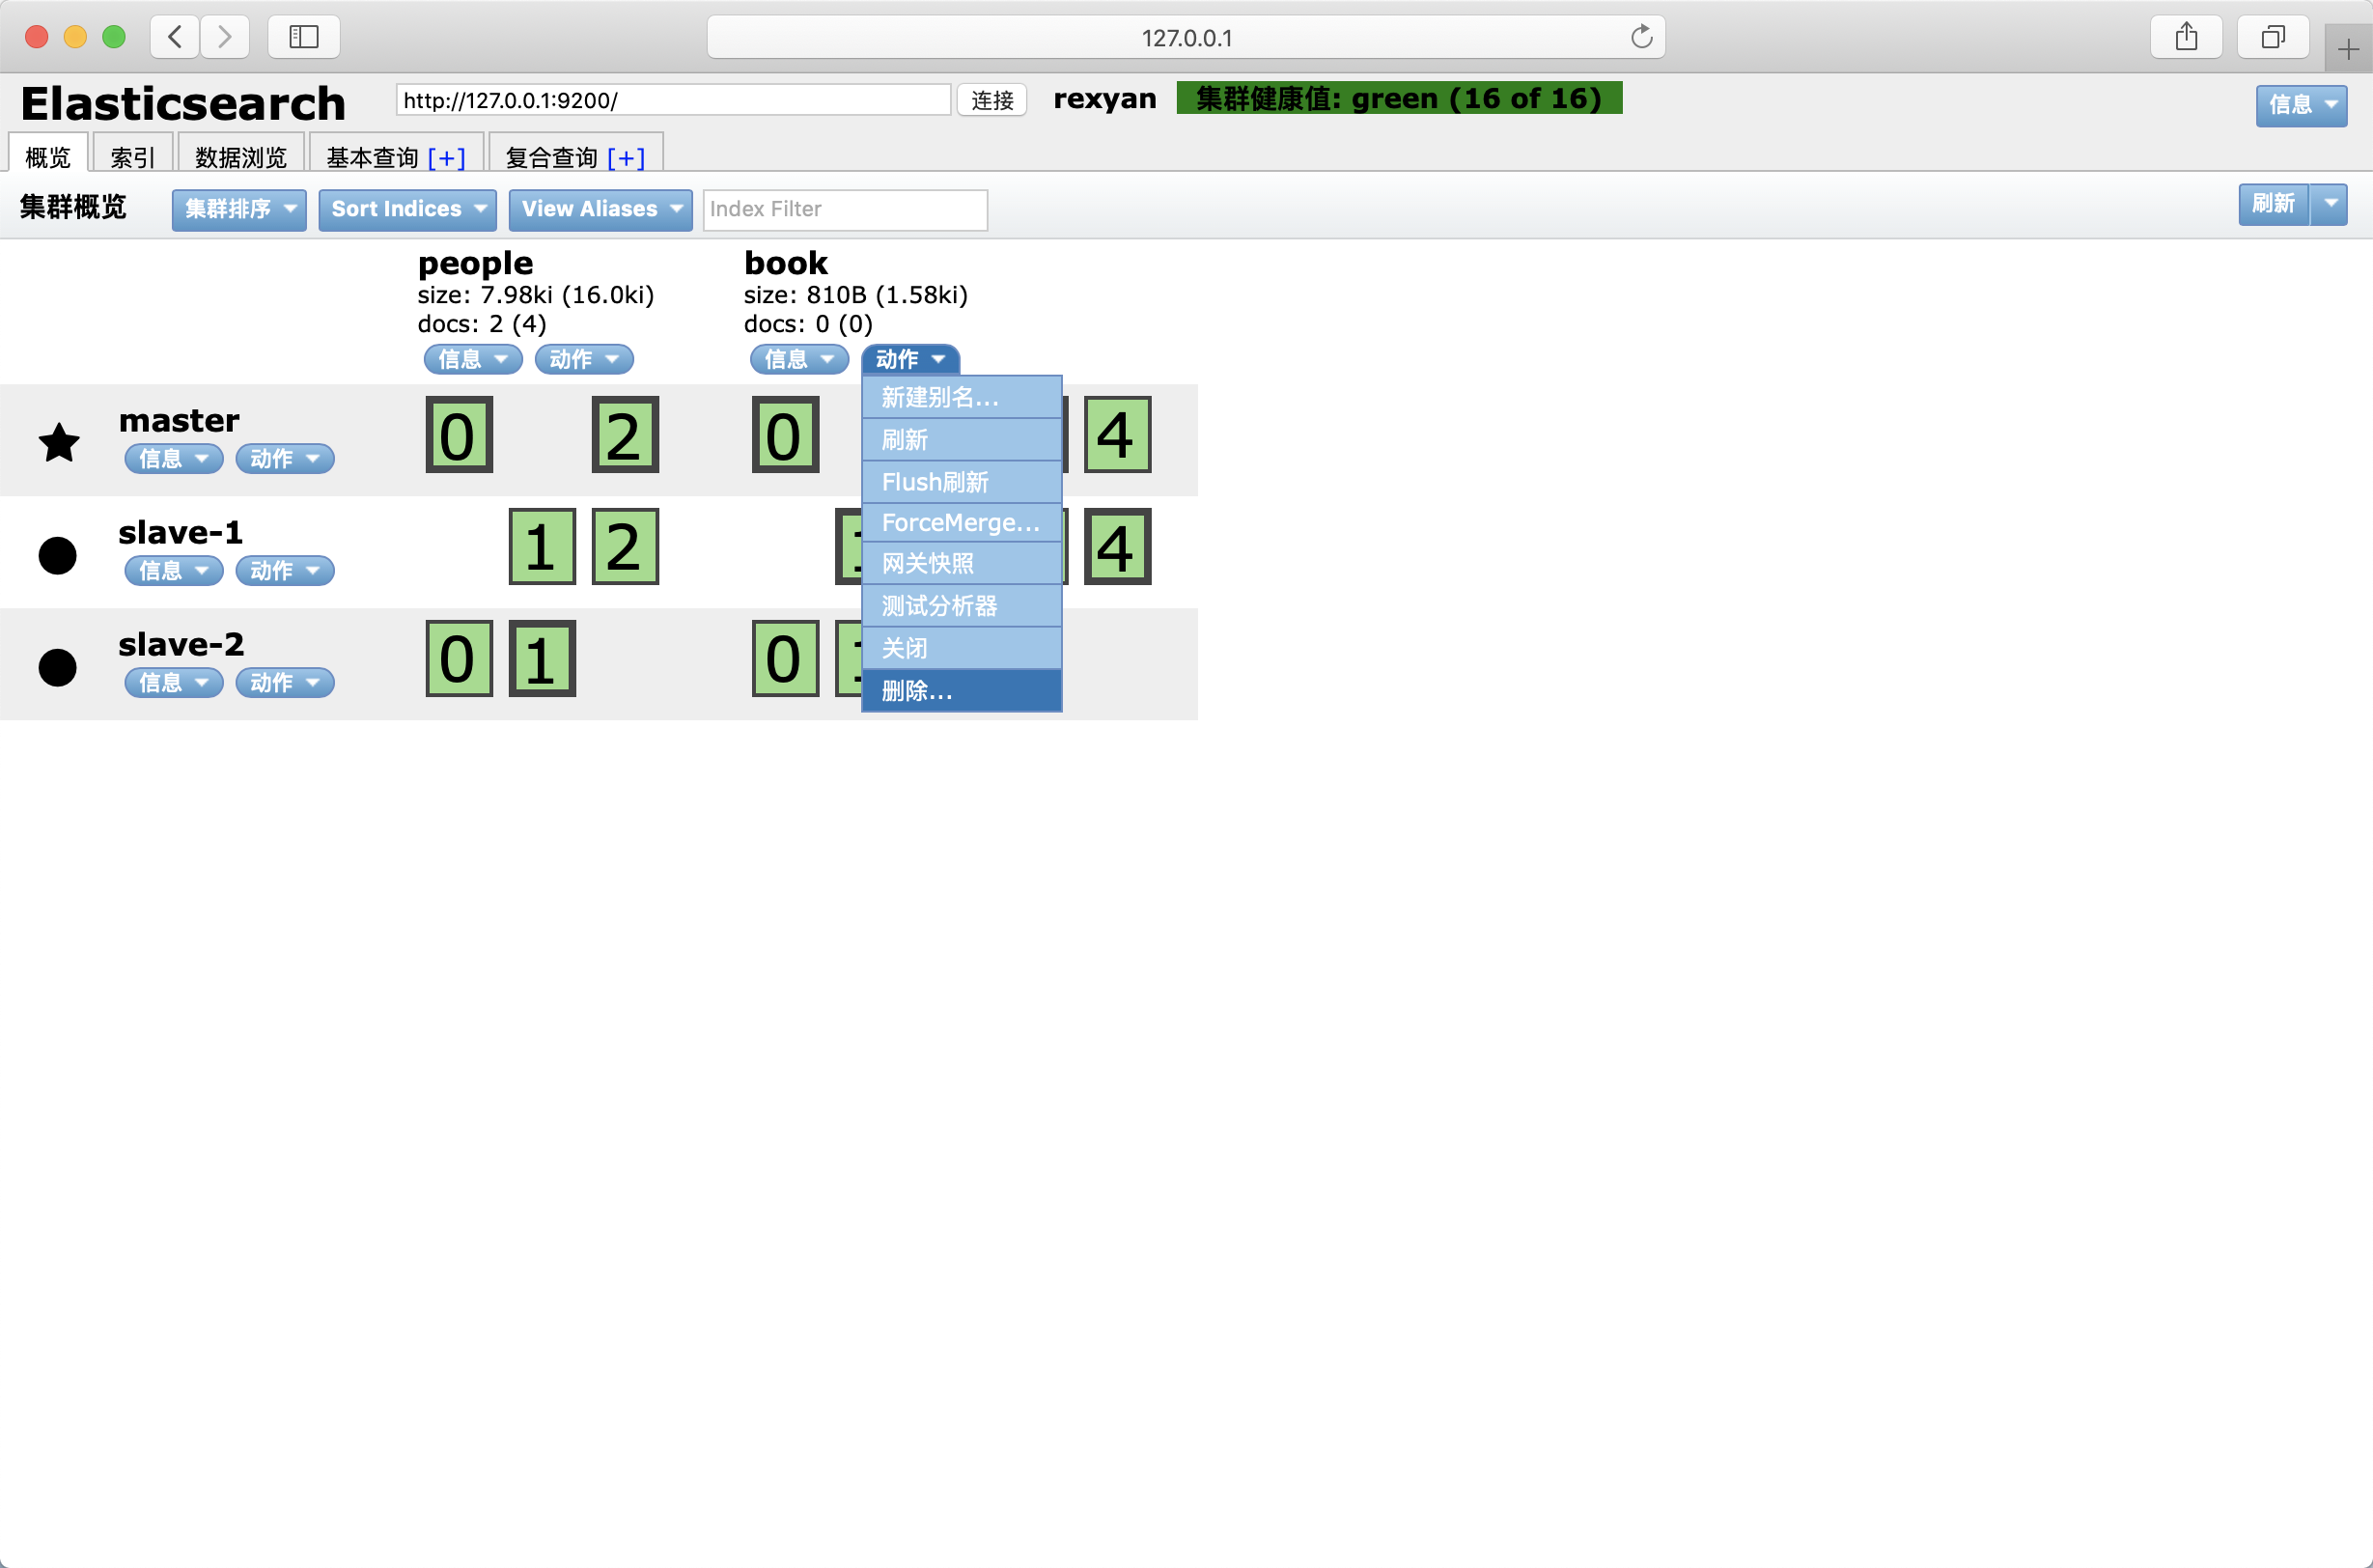 127.0.0.1
Elasticsearch
http://127.0.0.1:9200/ 连接 rexyan 集群健康值: green (16 of 16) 信息
概览 索引 数据浏览 基本查询 [+] 复合查询 [+]
集群概览 集群排序 Sort Indices View Aliases Index Filter 刷新
people book
size: 7.98ki (16.0ki) size: 810B (1.58ki)
docs: 2 (4) docs: 0 (0)
信息 动作 信息 动作
新建别名...
刷新
Flush刷新
ForceMerge...
网关快照
测试分析器
关闭
删除...
master
信息 动作
0 2 0 4
slave-1
信息 动作
1 2 1 4
slave-2
信息 动作
0 1 0 1